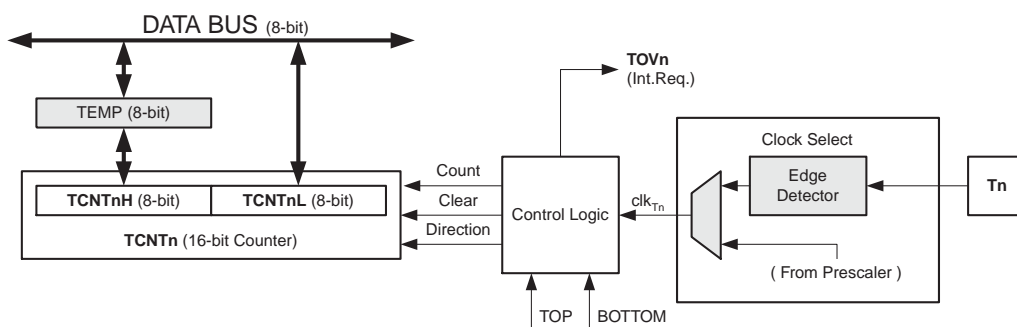 DATA BUS (8-bit)
TOVn
(Int.Req.)
TEMP (8-bit)
Clock Select
Count
Edge
Detector
Tn
TCNTnH (8-bit)
TCNTnL (8-bit)
Clear
Control Logic
clkTn
TCNTn (16-bit Counter)
Direction
( From Prescaler )
TOP
BOTTOM